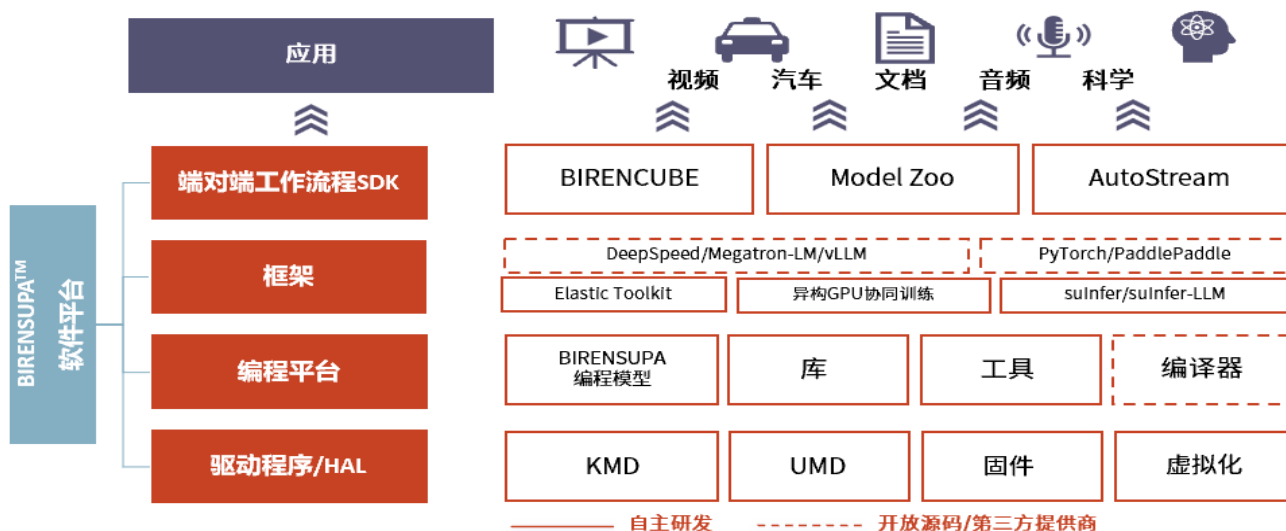 应用
视频 汽车 文档 音频 科学
BIRENSUPA™
软件平台
端对端工作流程SDK
BIRENCUBE
Model Zoo
AutoStream
框架
DeepSpeed/Megatron-LM/vLLM
PyTorch/PaddlePaddle
Elastic Toolkit
异构GPU协同训练
suInfer/suInfer-LLM
编程平台
BIRENSUPA
编程模型
库
工具
编译器
驱动程序/HAL
KMD
UMD
固件
虚拟化
自主研发
开放源码/第三方提供商